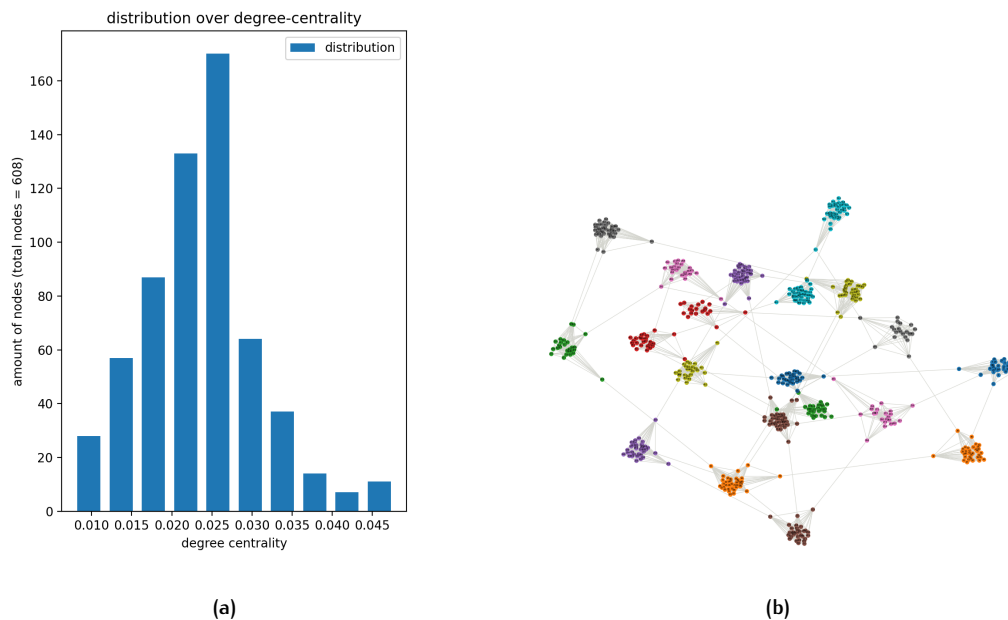 distribution over degree-centrality
distribution
160
140
120
100
80
60
40
20
0
amount of nodes (total nodes = 608)
0.010 0.015 0.020 0.025 0.030 0.035 0.040 0.045
degree centrality
(a) (b)